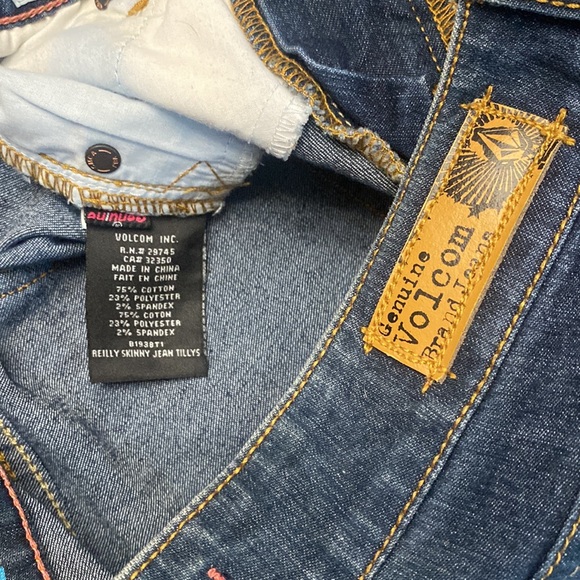 VOLCOM INC.
R.N.# 29745
CA# 32350
MADE IN CHINA
FAIT EN CHINE
75% COTTON
23% POLYESTER
2% SPANDEX
75% COTON
23% POLYESTER
2% SPANDEX
B1938T1
REILLY SKINNY JEAN TILLYS
Genuine
Volcom
Brand Jeans